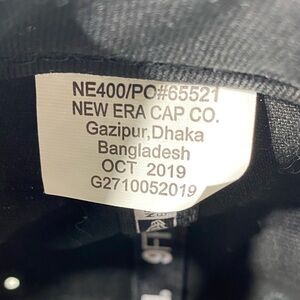 NE400/PO#65521
NEW ERA CAP CO.
Gazipur,Dhaka
Bangladesh
OCT 2019
G2710052019